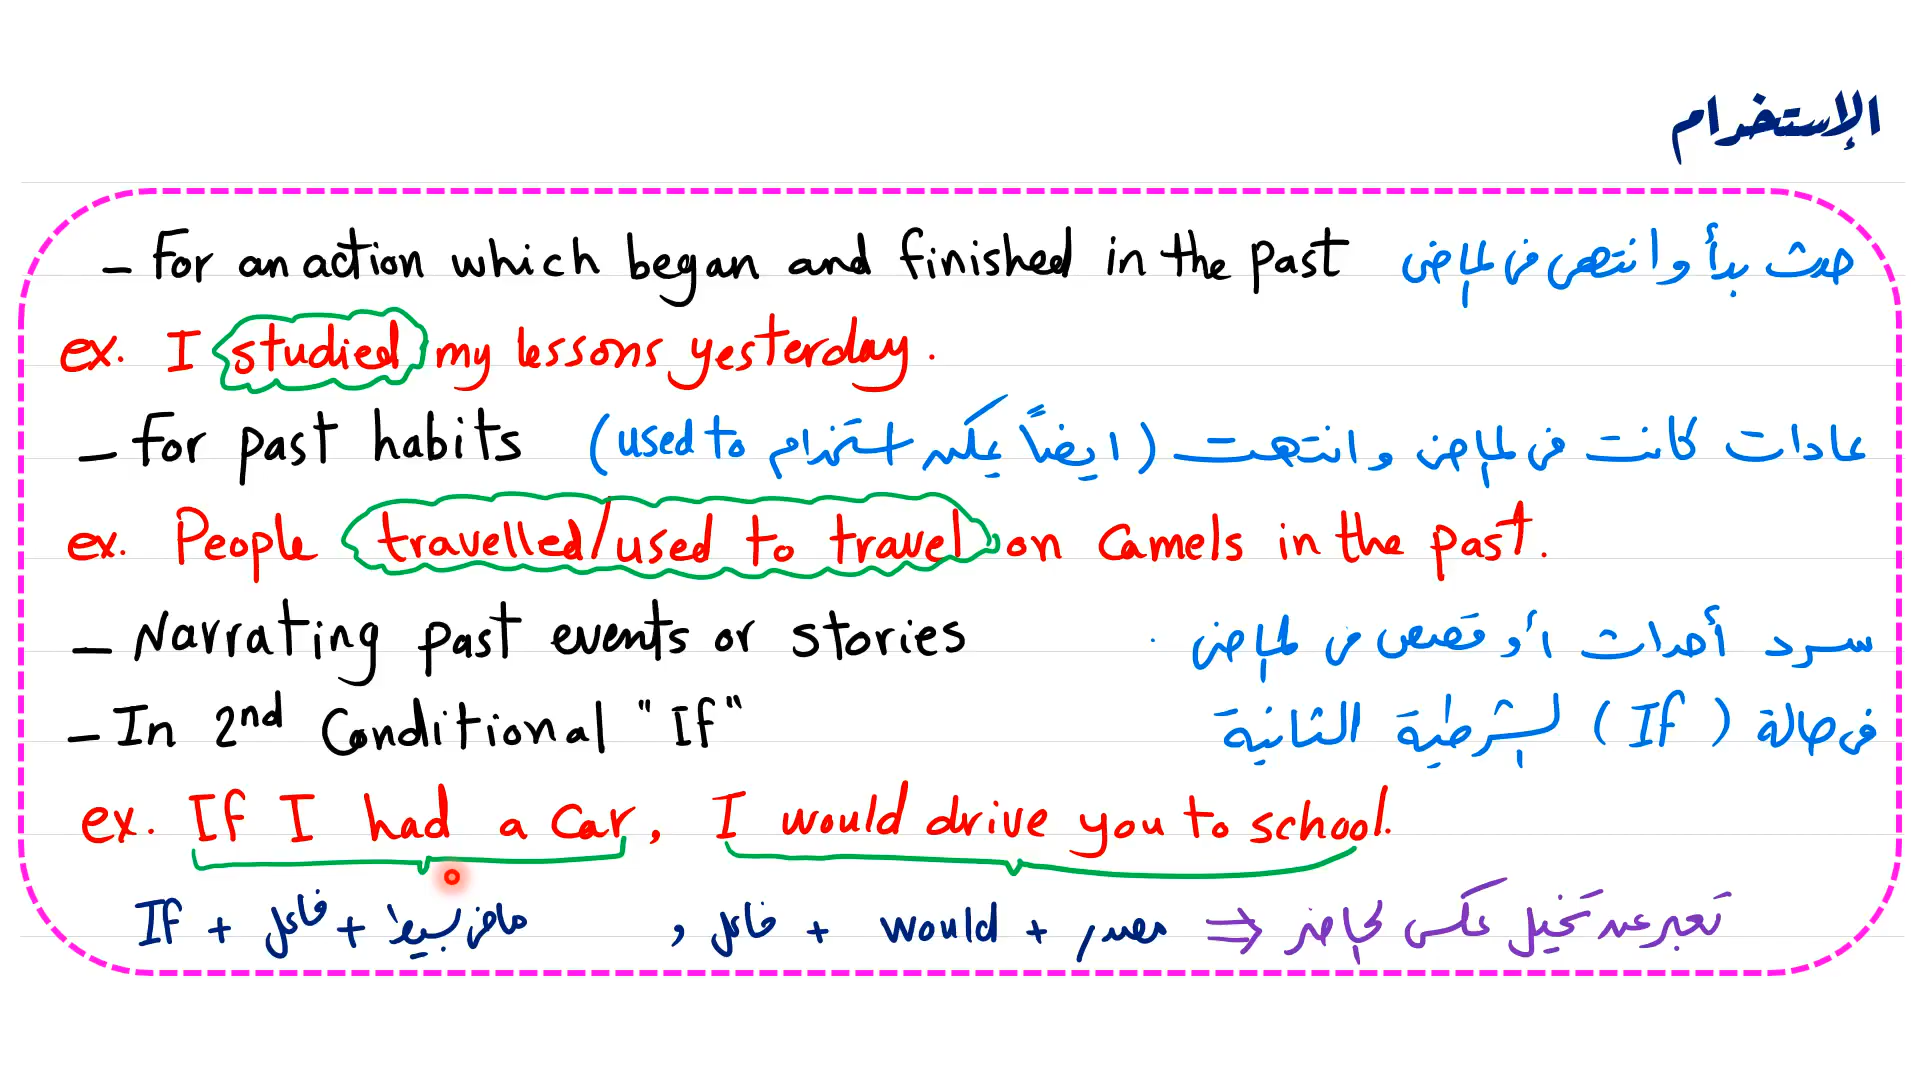 الإستخدام
- For an action which began and finished in the past حدث بدأ وانتهى في الماضي
ex. I studied my lessons yesterday.
- For past habits عادات كانت في الماضي وانتهت (ايضاً يمكن استخدام used to)
ex. People travelled/used to travel on camels in the past.
- Narrating past events or stories سرد أحداث أو قصص في الماضي
- In 2nd Conditional "If" في حالة (If) الشرطية الثانية
ex. If I had a car, I would drive you to school.
If + فاعل + ماضي بسيط , فاعل + would + مصدر ⇒ تعبر عن تخيل عكس الحاضر